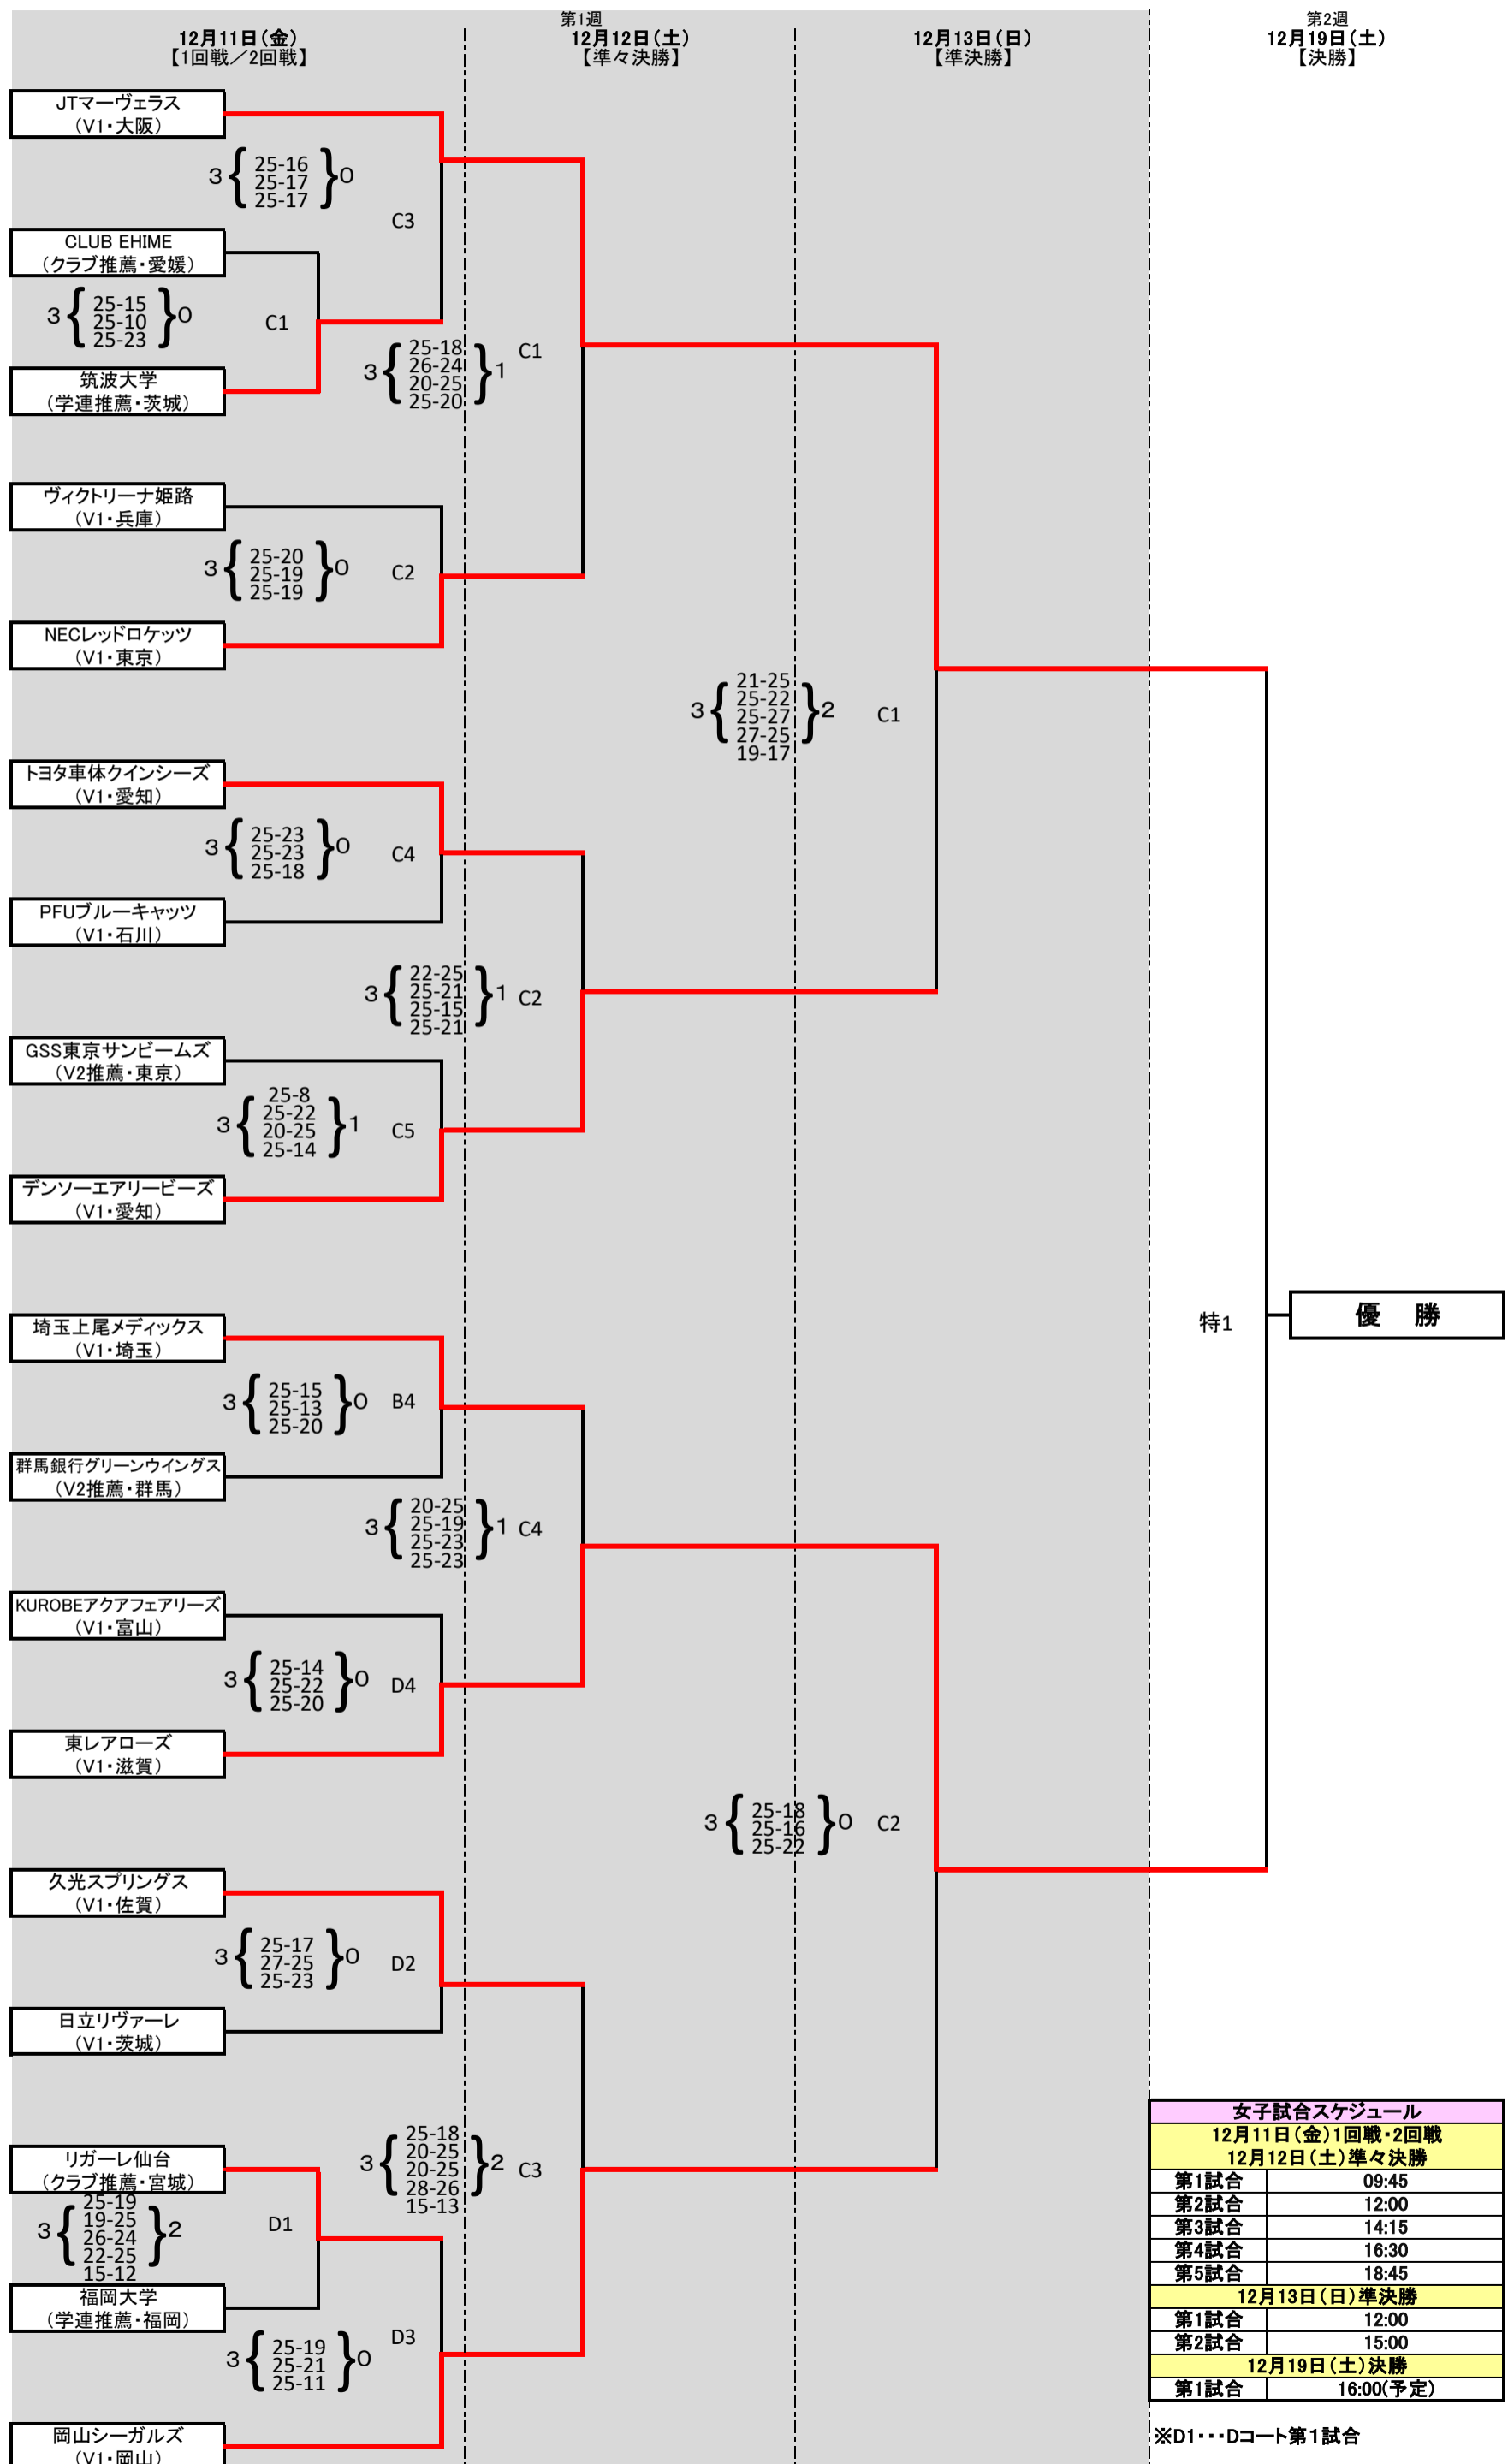 第1週
第2週
12月11日(金)
12月12日(土)
12月13日(日)
12月19日(土)
【1回戦／2回戦】
【準々決勝】
【準決勝】
【決勝】
JTマーヴェラス
(V1・大阪)
3 { 25-16 } 0
25-17
25-17
C3
CLUB EHIME
(クラブ推薦・愛媛)
3 { 25-15 } 0
25-10
25-23
C1
筑波大学
(学連推薦・茨城)
3 { 25-18 } 1
26-24
20-25
25-20
C1
ヴィクトリーナ姫路
(V1・兵庫)
3 { 25-20 } 0
25-19
25-19
C2
NECレッドロケッツ
(V1・東京)
3 { 21-25 } 2
25-22
25-27
27-25
19-17
C1
トヨタ車体クインシーズ
(V1・愛知)
3 { 25-23 } 0
25-23
25-18
C4
PFUブルーキャッツ
(V1・石川)
3 { 22-25 } 1
25-21
25-15
25-21
C2
GSS東京サンビームズ
(V2推薦・東京)
3 { 25-8 } 1
25-22
20-25
25-14
C5
デンソーエアリービーズ
(V1・愛知)
特1
優 勝
埼玉上尾メディックス
(V1・埼玉)
3 { 25-15 } 0
25-13
25-20
B4
群馬銀行グリーンウイングス
(V2推薦・群馬)
3 { 20-25 } 1
25-19
25-23
25-23
C4
KUROBEアクアフェアリーズ
(V1・富山)
3 { 25-14 } 0
25-22
25-20
D4
東レアローズ
(V1・滋賀)
3 { 25-18 } 0
25-16
25-22
C2
久光スプリングス
(V1・佐賀)
3 { 25-17 } 0
27-25
25-23
D2
日立リヴァーレ
(V1・茨城)
3 { 25-18 } 2
20-25
20-25
28-26
15-13
C3
リガーレ仙台
(クラブ推薦・宮城)
3 { 25-19 } 2
19-25
26-24
22-25
15-12
D1
福岡大学
(学連推薦・福岡)
3 { 25-19 } 0
25-21
25-11
D3
岡山シーガルズ
(V1・岡山)
女子試合スケジュール
12月11日(金)1回戦・2回戦
12月12日(土)準々決勝
第1試合 09:45
第2試合 12:00
第3試合 14:15
第4試合 16:30
第5試合 18:45
12月13日(日)準決勝
第1試合 12:00
第2試合 15:00
12月19日(土)決勝
第1試合 16:00(予定)
※D1・・・Dコート第1試合